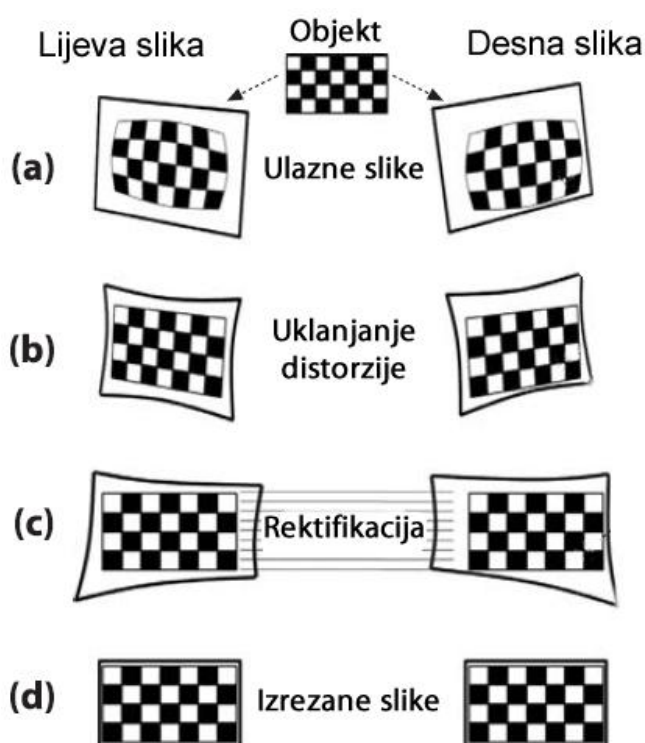 Lijeva slika
Objekt
Desna slika
(a)
Ulazne slike
(b)
Uklanjanje
distorzije
(c)
Rektifikacija
(d)
Izrezane slike